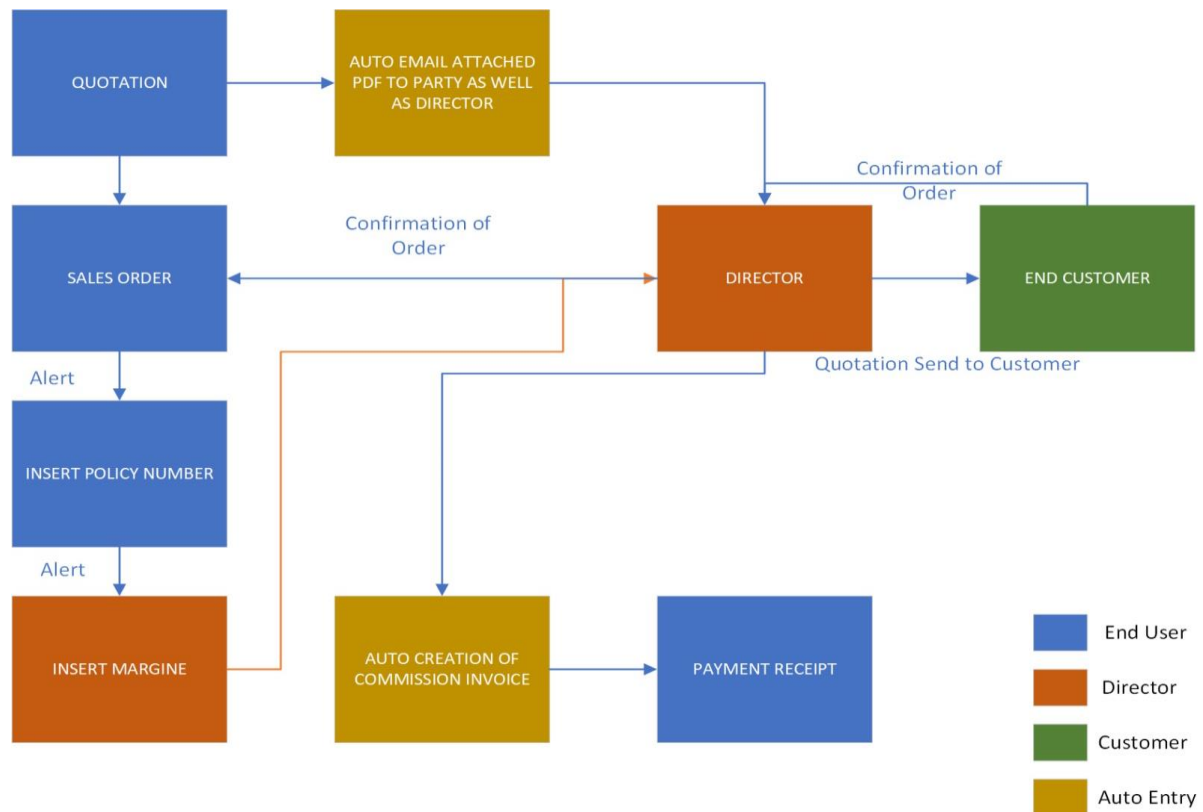 QUOTATION
AUTO EMAIL ATTACHED
PDF TO PARTY AS WELL
AS DIRECTOR
Confirmation of
Order
Confirmation of
Order
SALES ORDER
DIRECTOR
END CUSTOMER
Quotation Send to Customer
Alert
INSERT POLICY NUMBER
Alert
INSERT MARGINE
AUTO CREATION OF
COMMISSION INVOICE
PAYMENT RECEIPT
End User
Director
Customer
Auto Entry